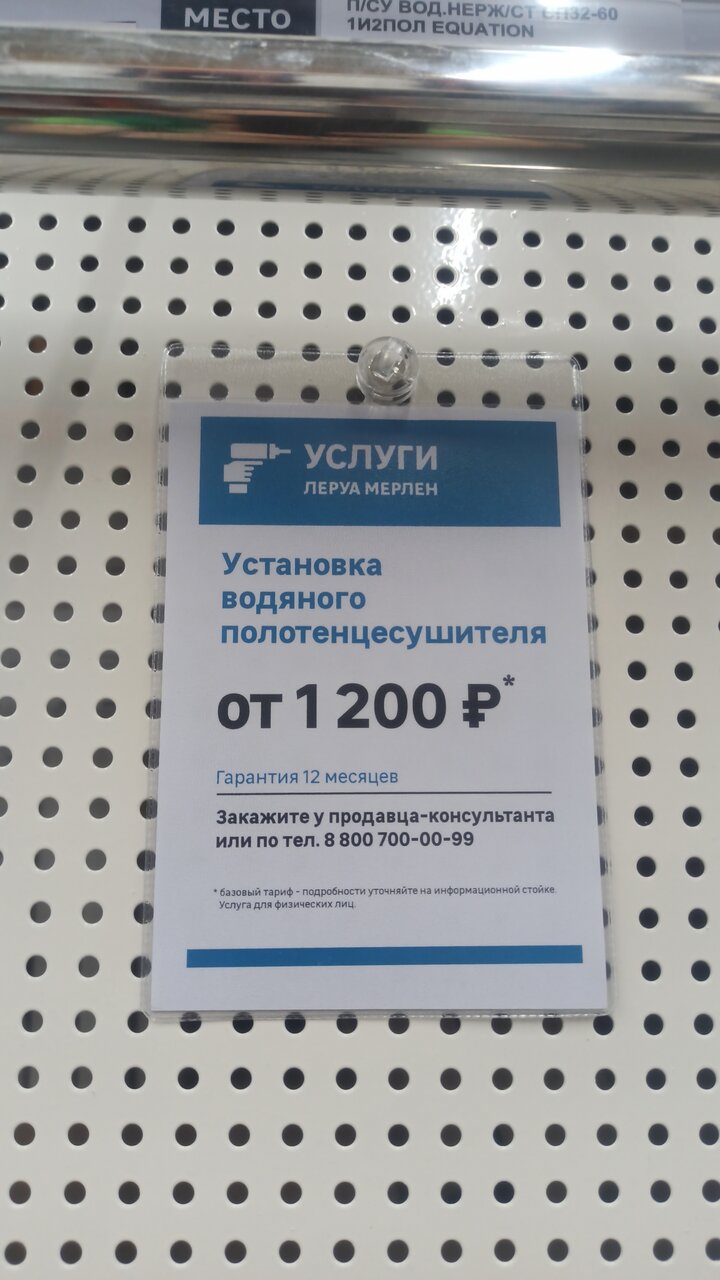 МЕСТО
П/СУ ВОД.НЕРЖ/СТ СП32-60
1И2ПОЛ EQUATION
УСЛУГИ
ЛЕРУА МЕРЛЕН
Установка
водяного
полотенцесушителя
от 1 200 ₽*
Гарантия 12 месяцев
Закажите у продавца-консультанта
или по тел. 8 800 700-00-99
* базовый тариф - подробности уточняйте на информационной стойке.
Услуга для физических лиц.